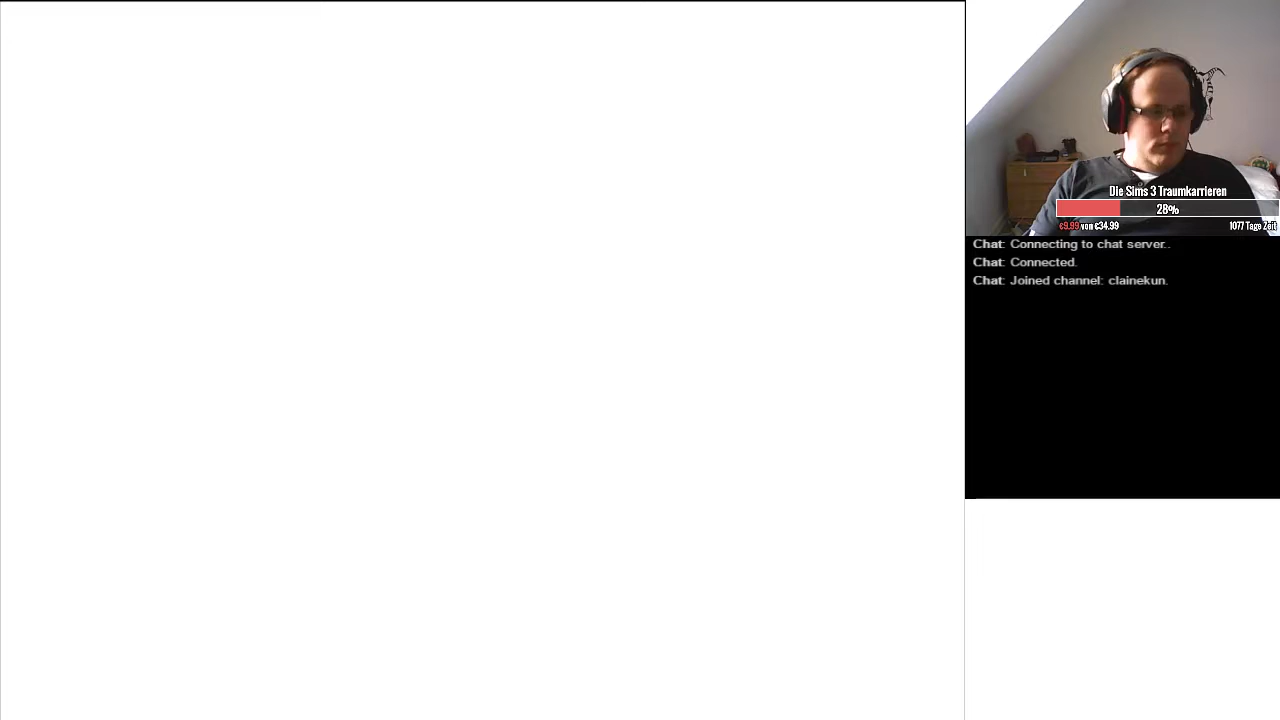 Die Sims 3 Traumkarrieren
28%
€9.99 von €34.99 1077 Tage Zeit
Chat: Connecting to chat server..
Chat: Connected.
Chat: Joined channel: clainekun.